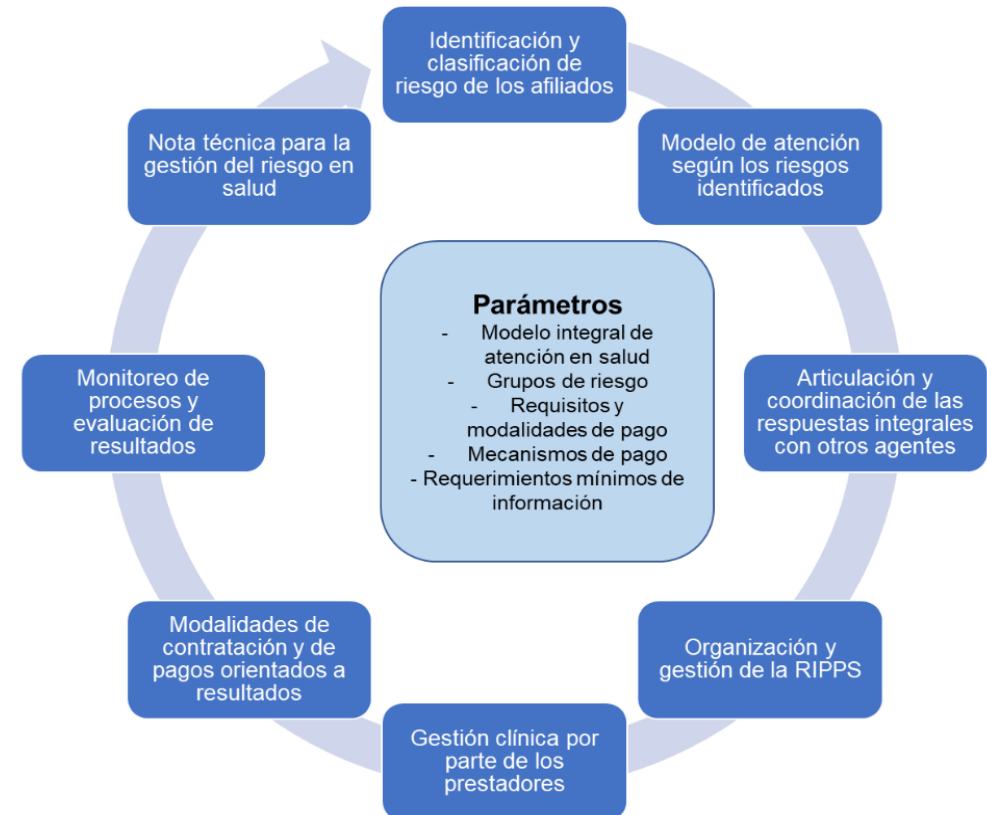 Identificación y
clasificación de
riesgo de los afiliados
Modelo de atención
según los riesgos
identificados
Articulación y
coordinación de las
respuestas integrales
con otros agentes
Organización y
gestión de la RIPPS
Gestión clínica por
parte de los
prestadores
Modalidades de
contratación y de
pagos orientados a
resultados
Monitoreo de
procesos y
evaluación de
resultados
Nota técnica para la
gestión del riesgo en
salud
Parámetros
- Modelo integral de
atención en salud
- Grupos de riesgo
- Requisitos y
modalidades de pago
- Mecanismos de pago
- Requerimientos mínimos de
información